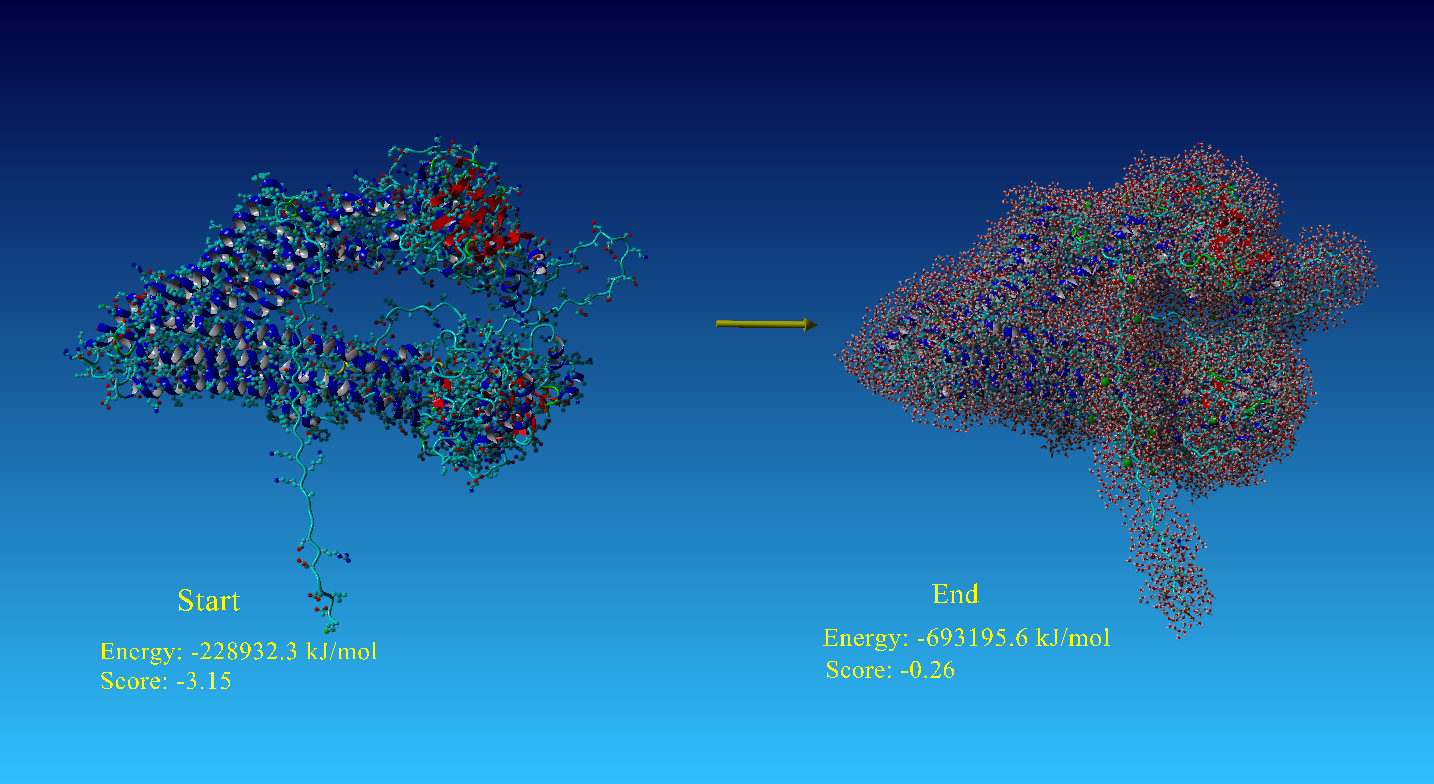 Start
Energy: -228932.3 kJ/mol
Score: -3.15
End
Energy: -693195.6 kJ/mol
Score: -0.26